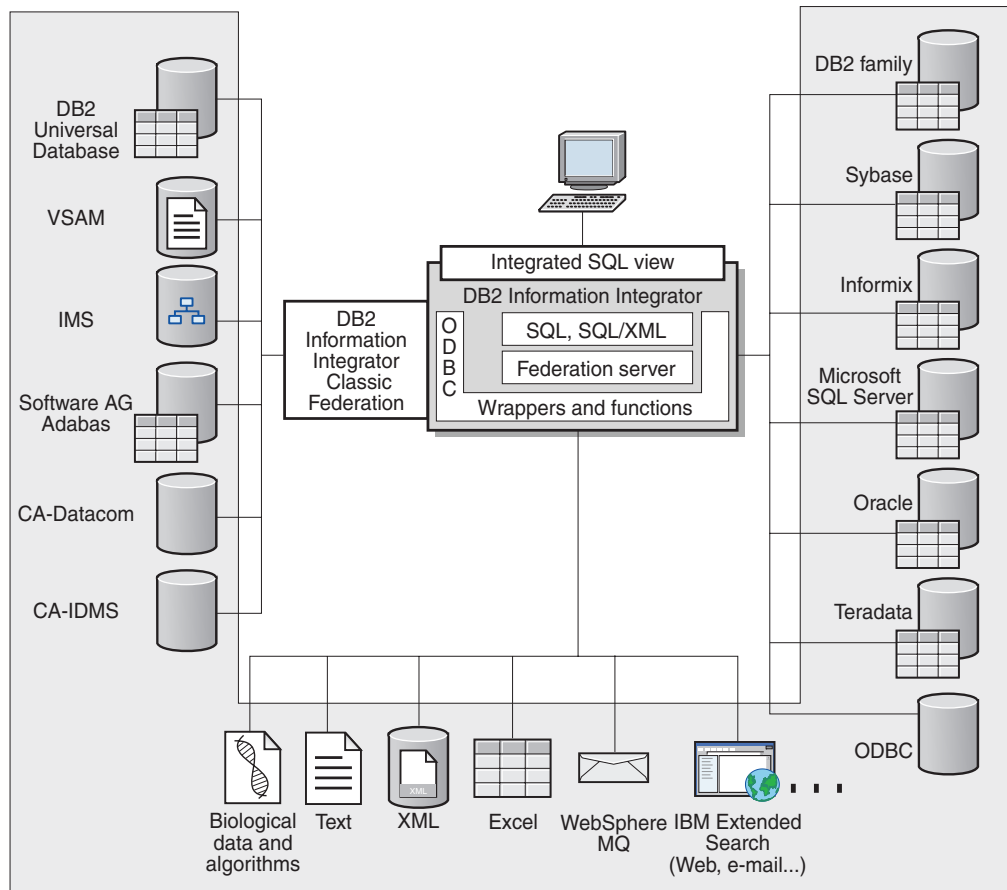 DB2
Universal
Database
VSAM
IMS
Software AG
Adabas
CA-Datacom
CA-IDMS
Integrated SQL view
DB2 Information Integrator
DB2
Information
Integrator
Classic
Federation
O
D
B
C
SQL, SQL/XML
Federation server
Wrappers and functions
DB2 family
Sybase
Informix
Microsoft
SQL Server
Oracle
Teradata
ODBC
XML
Biological
data and
algorithms
Text
XML
Excel
WebSphere
MQ
IBM Extended
Search
(Web, e-mail...)
. . . .